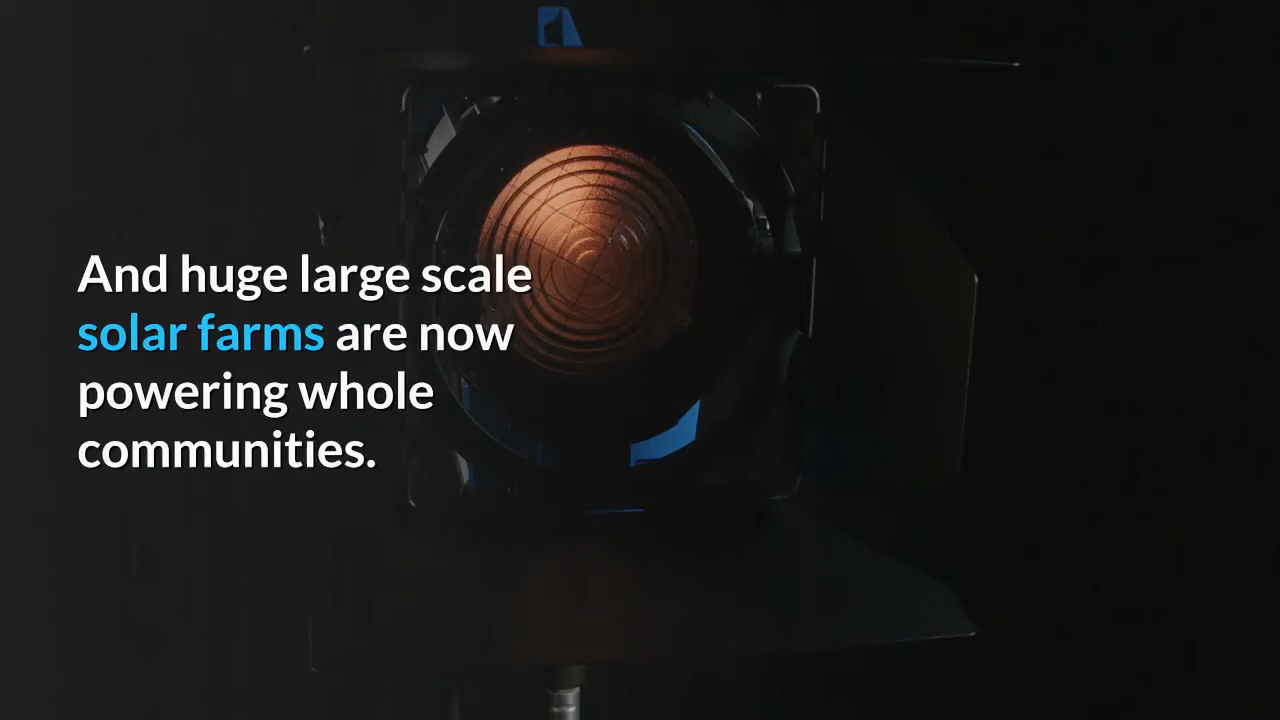 And huge large scale
solar farms are now
powering whole
communities.